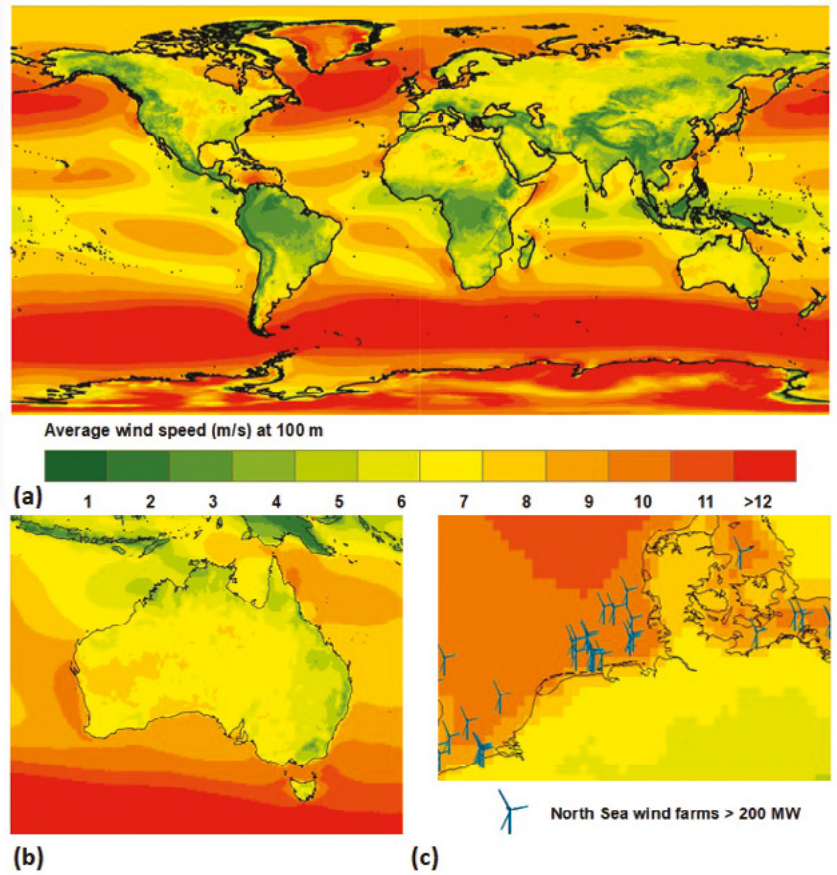 Average wind speed (m/s) at 100 m
(a)
1 2 3 4 5 6 7 8 9 10 11 >12
North Sea wind farms > 200 MW
(b)
(c)